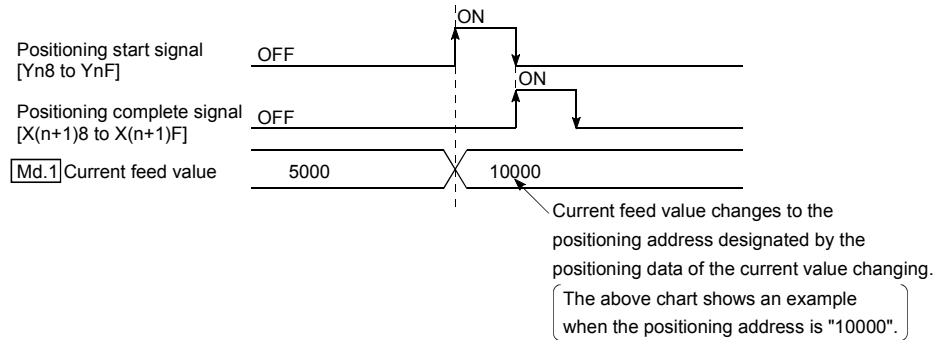 ON
Positioning start signal
[Yn8 to YnF]
OFF
ON
Positioning complete signal
[X(n+1)8 to X(n+1)F]
OFF
Md.1 Current feed value
5000
10000
Current feed value changes to the
positioning address designated by the
positioning data of the current value changing.
The above chart shows an example
when the positioning address is "10000".